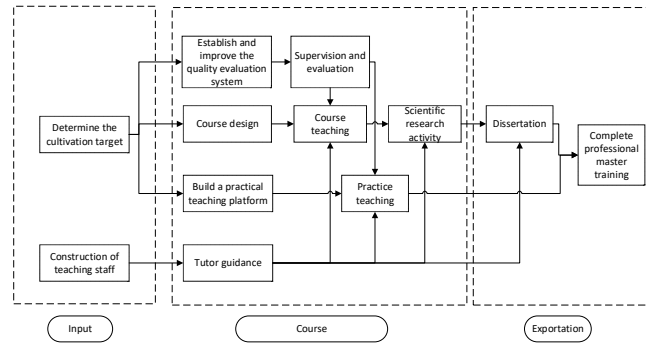 Establish and
improve the
quality evaluation
system
Supervision and
evaluation
Determine the
cultivation target
Course design
Course
teaching
Scientific
research
activity
Dissertation
Complete
professional
master
training
Build a practical
teaching platform
Practice
teaching
Construction of
teaching staff
Tutor guidance
Input
Course
Exportation